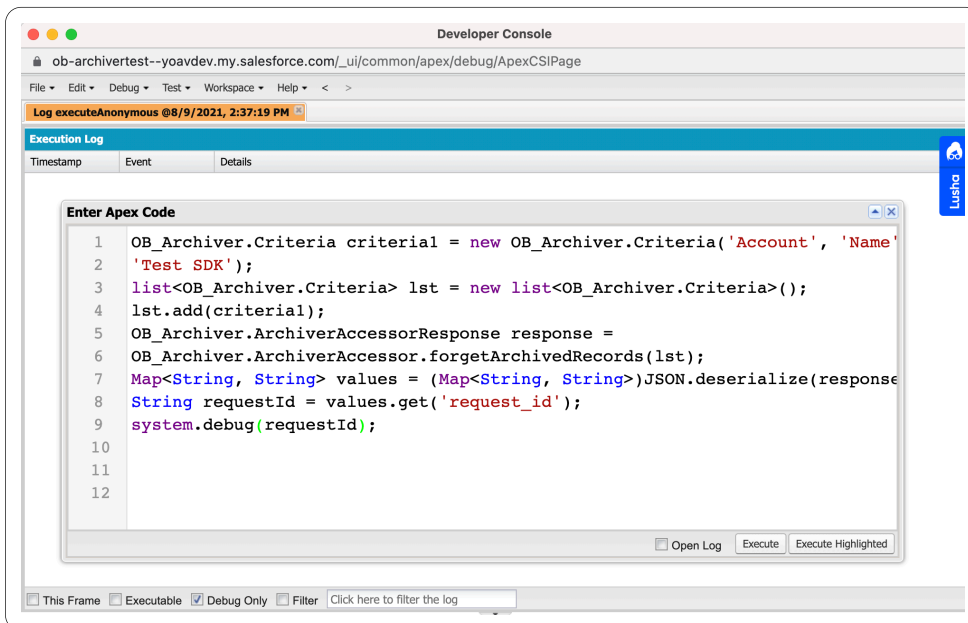 Developer Console
ob-archivertest--yoavdev.my.salesforce.com/_ui/common/apex/debug/ApexCSIPage
File Edit Debug Test Workspace Help < >
Log executeAnonymous @8/9/2021, 2:37:19 PM
Execution Log
Timestamp Event Details
Lusha
Enter Apex Code
1 OB_Archiver.Criteria criteria1 = new OB_Archiver.Criteria('Account', 'Name'
2 'Test SDK');
3 list<OB_Archiver.Criteria> lst = new list<OB_Archiver.Criteria>();
4 lst.add(criteria1);
5 OB_Archiver.ArchiverAccessorResponse response =
6 OB_Archiver.ArchiverAccessor.forgetArchivedRecords(lst);
7 Map<String, String> values = (Map<String, String>)JSON.deserialize(response
8 String requestId = values.get('request_id');
9 system.debug(requestId);
10
11
12
Open Log Execute Execute Highlighted
This Frame Executable Debug Only Filter Click here to filter the log